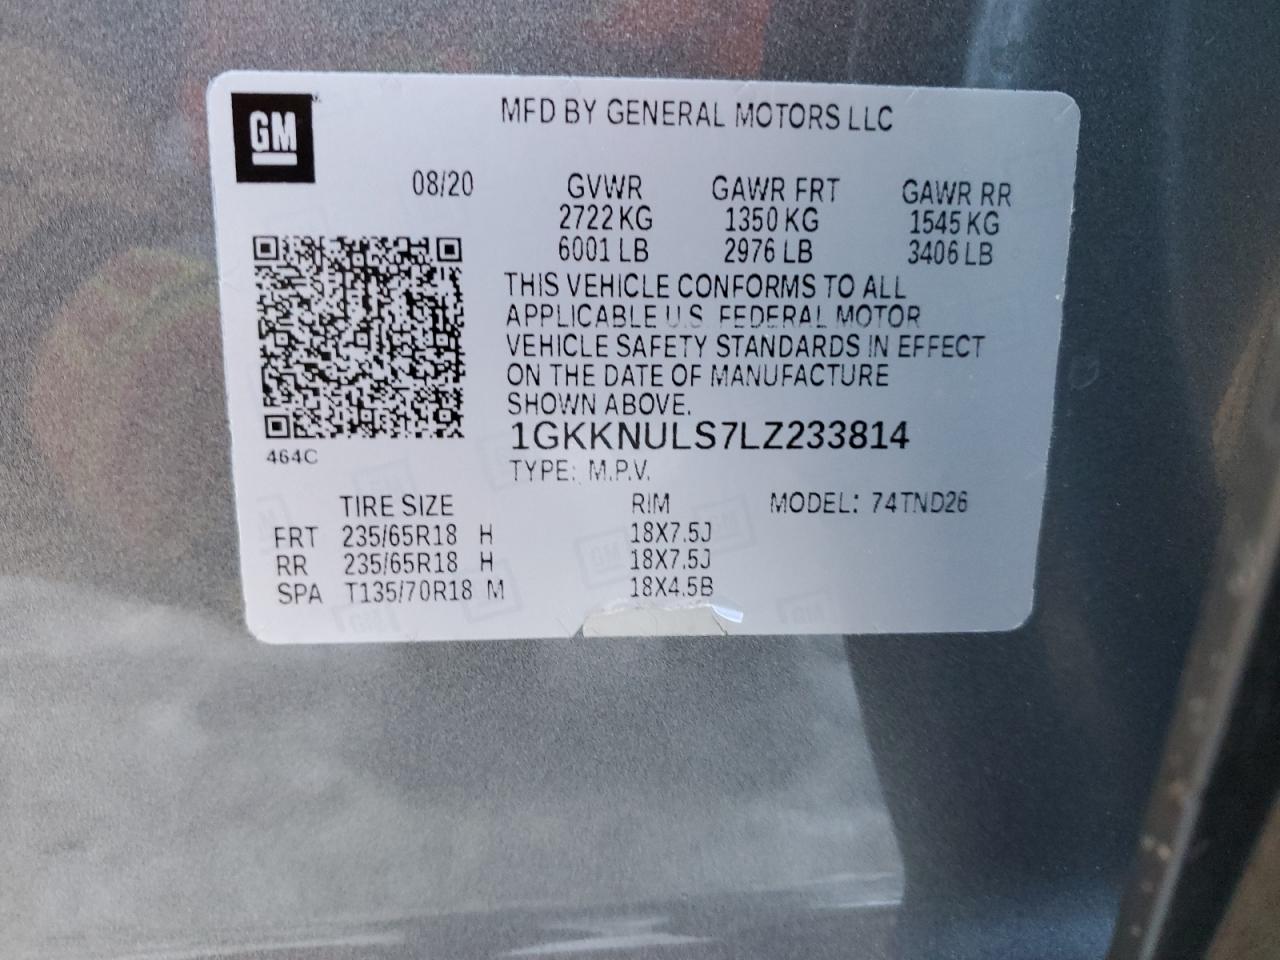 GM
MFD BY GENERAL MOTORS LLC
08/20 GVWR GAWR FRT GAWR RR
2722 KG 1350 KG 1545 KG
6001 LB 2976 LB 3406 LB
THIS VEHICLE CONFORMS TO ALL
APPLICABLE U.S. FEDERAL MOTOR
VEHICLE SAFETY STANDARDS IN EFFECT
ON THE DATE OF MANUFACTURE
SHOWN ABOVE.
1GKKNULS7LZ233814
464C
TYPE: M.P.V.
TIRE SIZE RIM MODEL: 74TND26
FRT 235/65R18 H 18X7.5J
RR 235/65R18 H 18X7.5J
SPA T135/70R18 M 18X4.5B